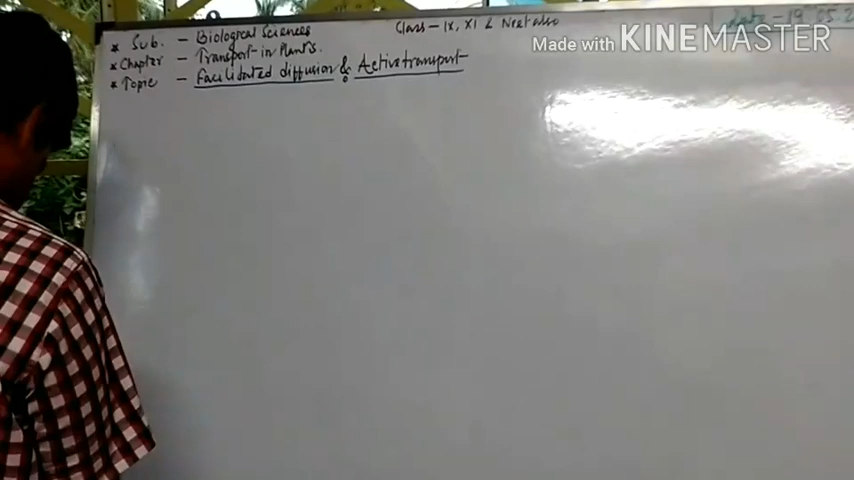 * Sub. - Biological Sciences Class - IX, XI & Neet also
* Chapter - Transport in Plants.
* Topic - Facilitated diffusion & Active transport
Made with KINEMASTER